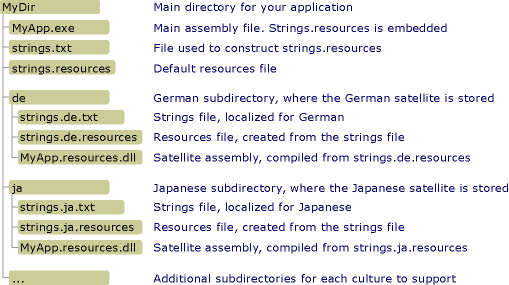 MyDir Main directory for your application
MyApp.exe Main assembly file. Strings.resources is embedded
strings.txt File used to construct strings.resources
strings.resources Default resources file
de German subdirectory, where the German satellite is stored
strings.de.txt Strings file, localized for German
strings.de.resources Resources file, created from the strings file
MyApp.resources.dll Satellite assembly, compiled from strings.de.resources
ja Japanese subdirectory, where the Japanese satellite is stored
strings.ja.txt Strings file, localized for Japanese
strings.ja.resources Resources file, created from the strings file
MyApp.resources.dll Satellite assembly, compiled from strings.ja.resources
... Additional subdirectories for each culture to support